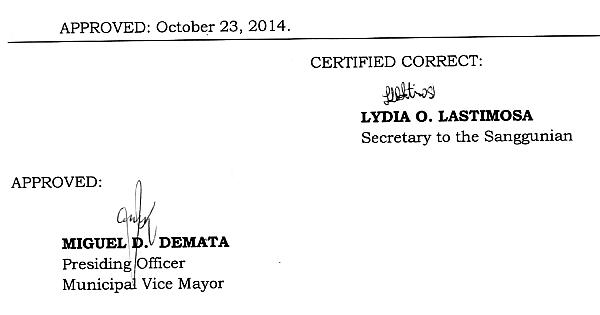 APPROVED: October 23, 2014.
CERTIFIED CORRECT:
LYDIA O. LASTIMOSA
Secretary to the Sanggunian
APPROVED:
MIGUEL D. DEMATA
Presiding Officer
Municipal Vice Mayor